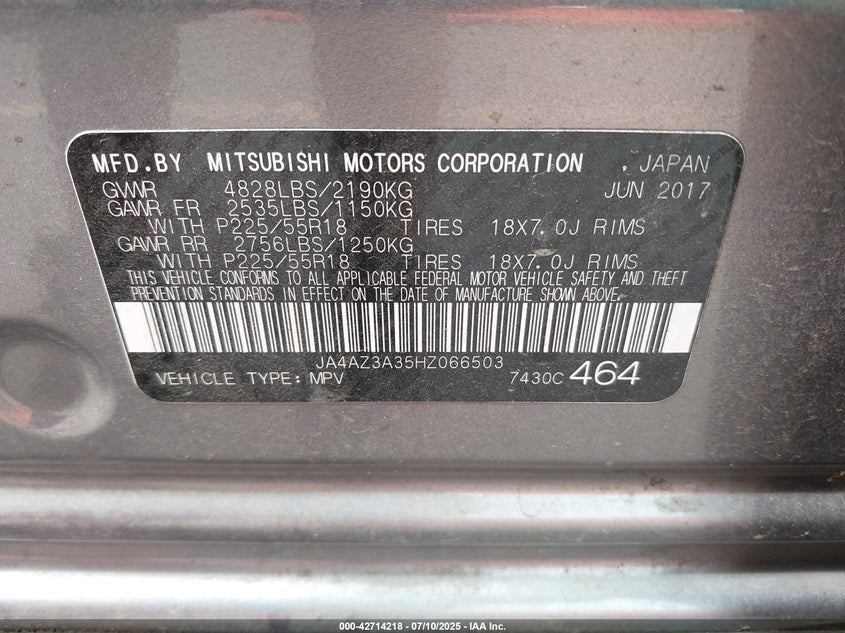 MFD.BY MITSUBISHI MOTORS CORPORATION . JAPAN
GVWR 4828LBS/2190KG JUN 2017
GAWR FR 2535LBS/1150KG
WITH P225/55R18 TIRES 18X7.0J RIMS
GAWR RR 2756LBS/1250KG
WITH P225/55R18 TIRES 18X7.0J RIMS
THIS VEHICLE CONFORMS TO ALL APPLICABLE FEDERAL MOTOR VEHICLE SAFETY AND THEFT
PREVENTION STANDARDS IN EFFECT ON THE DATE OF MANUFACTURE SHOWN ABOVE.
JA4AZ3A35HZ066503
VEHICLE TYPE: MPV 7430C 464
000-42714218 - 07/10/2025 - IAA Inc.